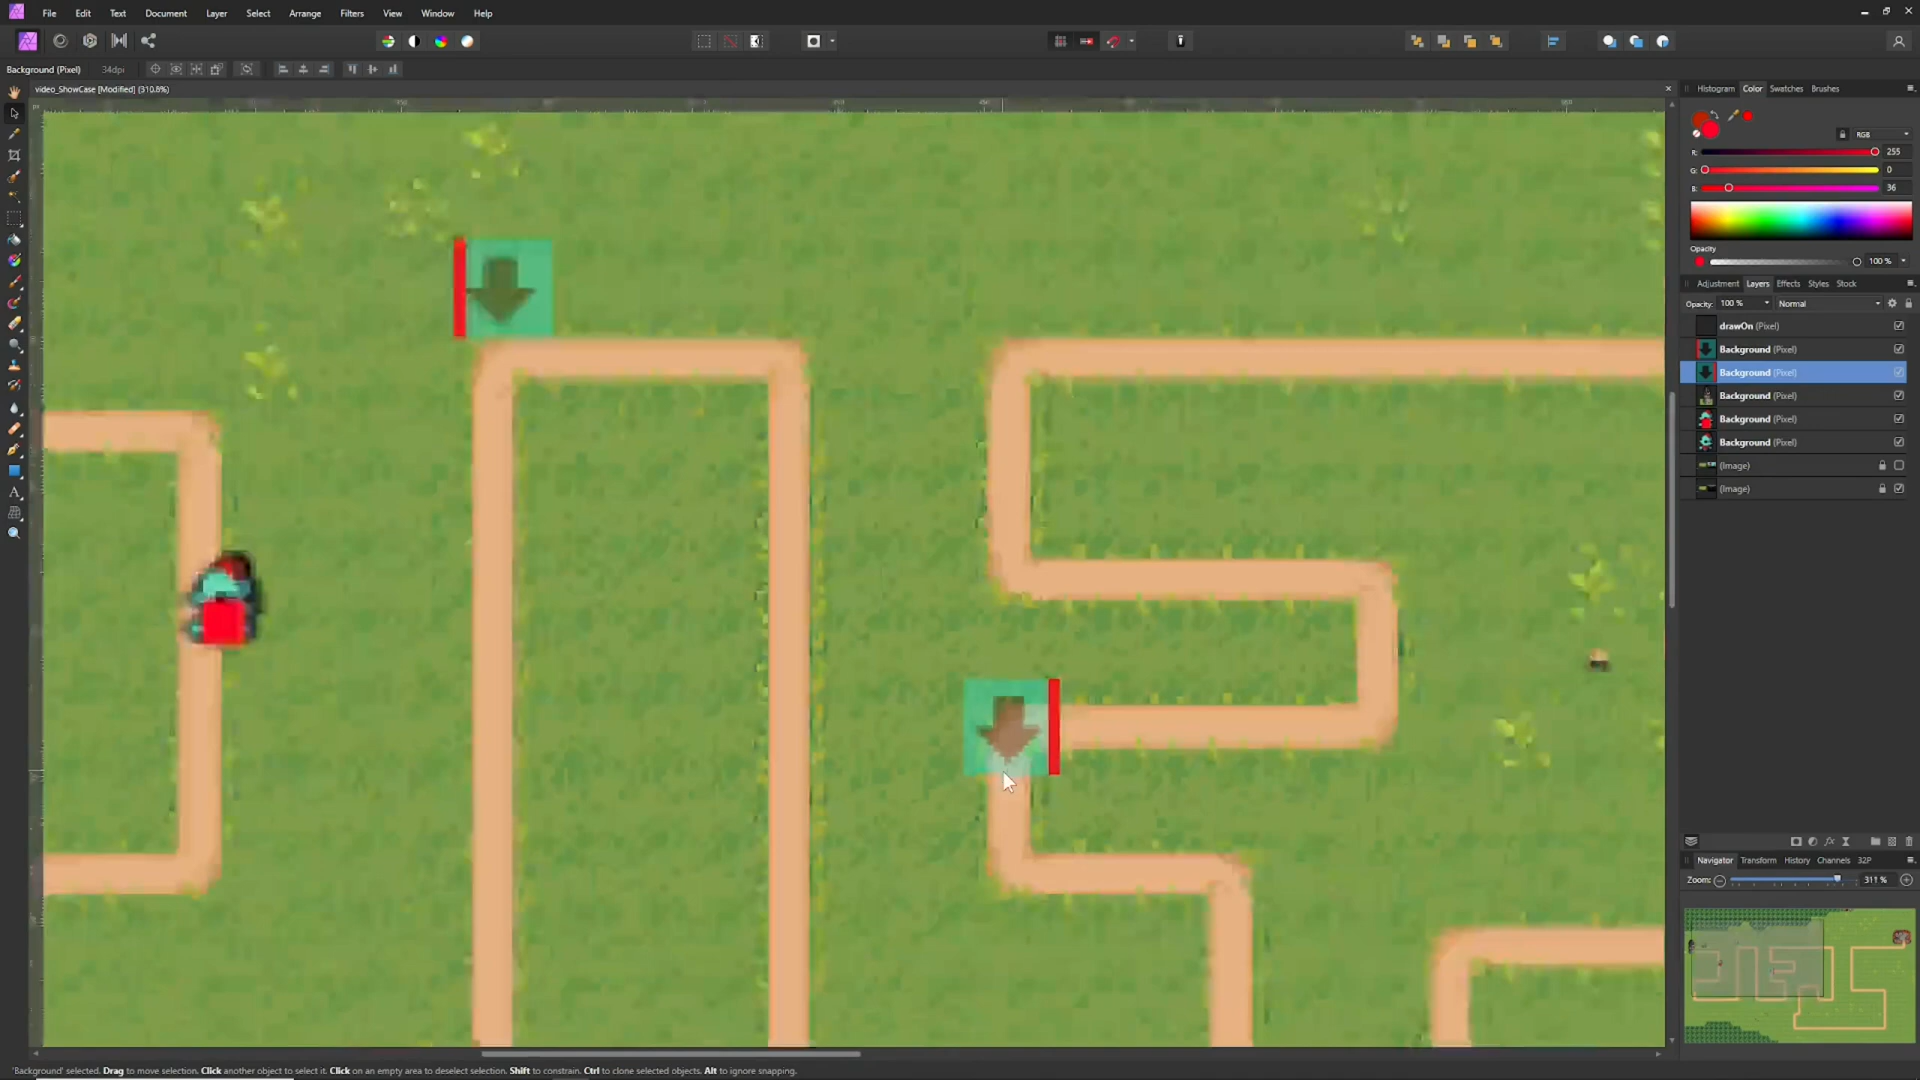 File Edit Text Document Layer Select Arrange Filters View Window Help
Background (Pixel) 34dpi
video_ShowCase [Modified] (310.8%)
Histogram Color Swatches Brushes
RGB
R: 255
G: 0
B: 36
Opacity
100 %
Adjustment Layers Effects Styles Stock
Opacity: 100 % Normal
drawOn (Pixel)
Background (Pixel)
Background (Pixel)
Background (Pixel)
Background (Pixel)
Background (Pixel)
(Image)
(Image)
fx
Navigator Transform History Channels 32P
Zoom: 311 %
'Background' selected. Drag to move selection. Click another object to select it. Click on an empty area to deselect selection. Shift to constrain. Ctrl to clone selected objects. Alt to ignore snapping.